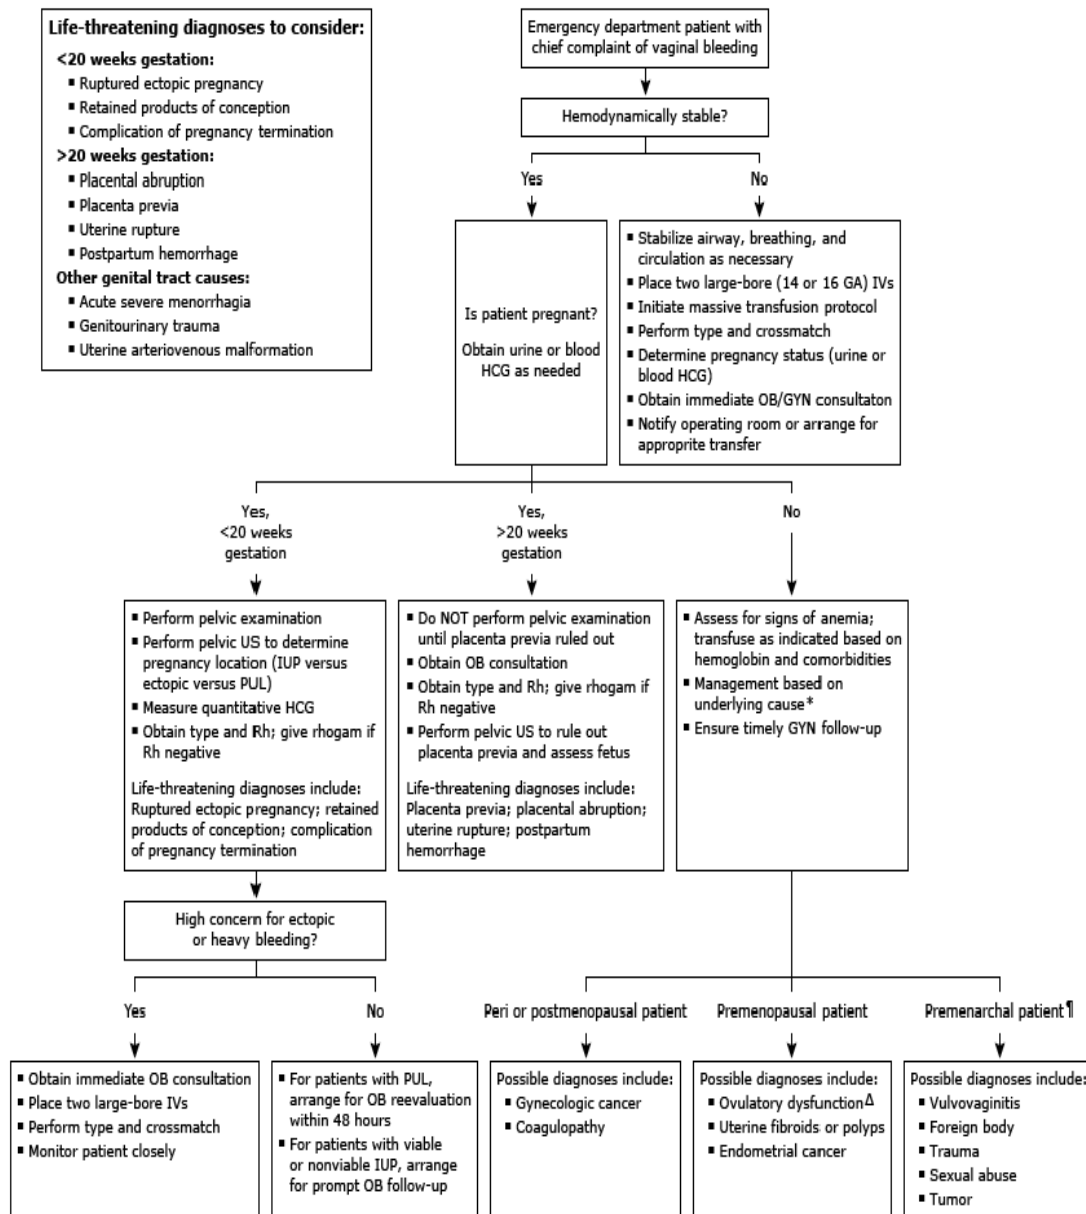 Life-threatening diagnoses to consider:
<20 weeks gestation:
▪ Ruptured ectopic pregnancy
▪ Retained products of conception
▪ Complication of pregnancy termination
>20 weeks gestation:
▪ Placental abruption
▪ Placenta previa
▪ Uterine rupture
▪ Postpartum hemorrhage
Other genital tract causes:
▪ Acute severe menorrhagia
▪ Genitourinary trauma
▪ Uterine arteriovenous malformation
Emergency department patient with
chief complaint of vaginal bleeding
Hemodynamically stable?
Yes
No
Is patient pregnant?
Obtain urine or blood
HCG as needed
▪ Stabilize airway, breathing, and
circulation as necessary
▪ Place two large-bore (14 or 16 GA) IVs
▪ Initiate massive transfusion protocol
▪ Perform type and crossmatch
▪ Determine pregnancy status (urine or
blood HCG)
▪ Obtain immediate OB/GYN consultaton
▪ Notify operating room or arrange for
approprite transfer
Yes,
<20 weeks
gestation
Yes,
>20 weeks
gestation
No
▪ Perform pelvic examination
▪ Perform pelvic US to determine
pregnancy location (IUP versus
ectopic versus PUL)
▪ Measure quantitative HCG
▪ Obtain type and Rh; give rhogam if
Rh negative
Life-threatening diagnoses include:
Ruptured ectopic pregnancy; retained
products of conception; complication
of pregnancy termination
▪ Do NOT perform pelvic examination
until placenta previa ruled out
▪ Obtain OB consultation
▪ Obtain type and Rh; give rhogam if
Rh negative
▪ Perform pelvic US to rule out
placenta previa and assess fetus
Life-threatening diagnoses include:
Placenta previa; placental abruption;
uterine rupture; postpartum
hemorrhage
▪ Assess for signs of anemia;
transfuse as indicated based on
hemoglobin and comorbidities
▪ Management based on
underlying cause*
▪ Ensure timely GYN follow-up
High concern for ectopic
or heavy bleeding?
Yes
No
Peri or postmenopausal patient
Premenopausal patient
Premenarchal patient¶
▪ Obtain immediate OB consultation
▪ Place two large-bore IVs
▪ Perform type and crossmatch
▪ Monitor patient closely
▪ For patients with PUL,
arrange for OB reevaluation
within 48 hours
▪ For patients with viable
or nonviable IUP, arrange
for prompt OB follow-up
Possible diagnoses include:
▪ Gynecologic cancer
▪ Coagulopathy
Possible diagnoses include:
▪ Ovulatory dysfunctionΔ
▪ Uterine fibroids or polyps
▪ Endometrial cancer
Possible diagnoses include:
▪ Vulvovaginitis
▪ Foreign body
▪ Trauma
▪ Sexual abuse
▪ Tumor